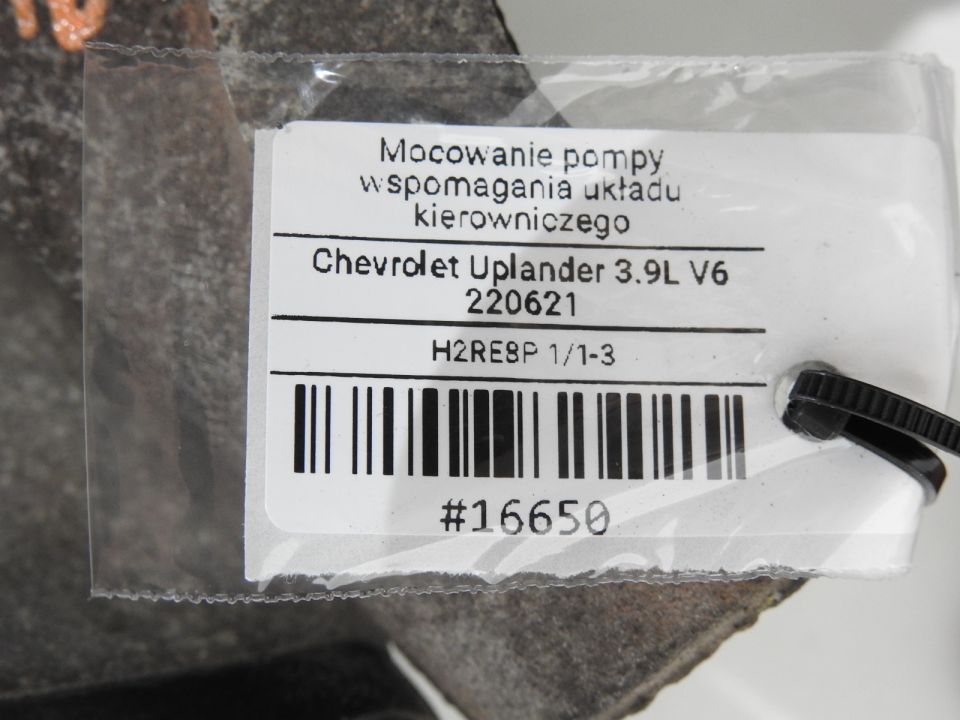 Mocowanie pompy
wspomagania układu
kierowniczego
Chevrolet Uplander 3.9L V6
220621
H2RE8P 1/1-3
#16650